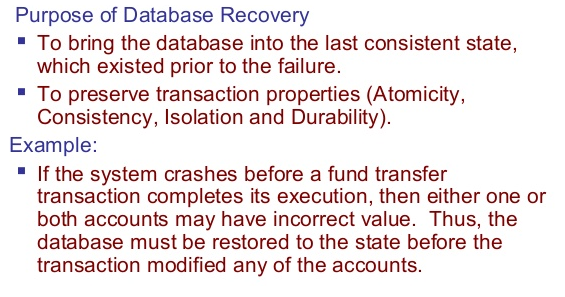 Purpose of Database Recovery
▪ To bring the database into the last consistent state,
which existed prior to the failure.
▪ To preserve transaction properties (Atomicity,
Consistency, Isolation and Durability).
Example:
▪ If the system crashes before a fund transfer
transaction completes its execution, then either one or
both accounts may have incorrect value.  Thus, the
database must be restored to the state before the
transaction modified any of the accounts.